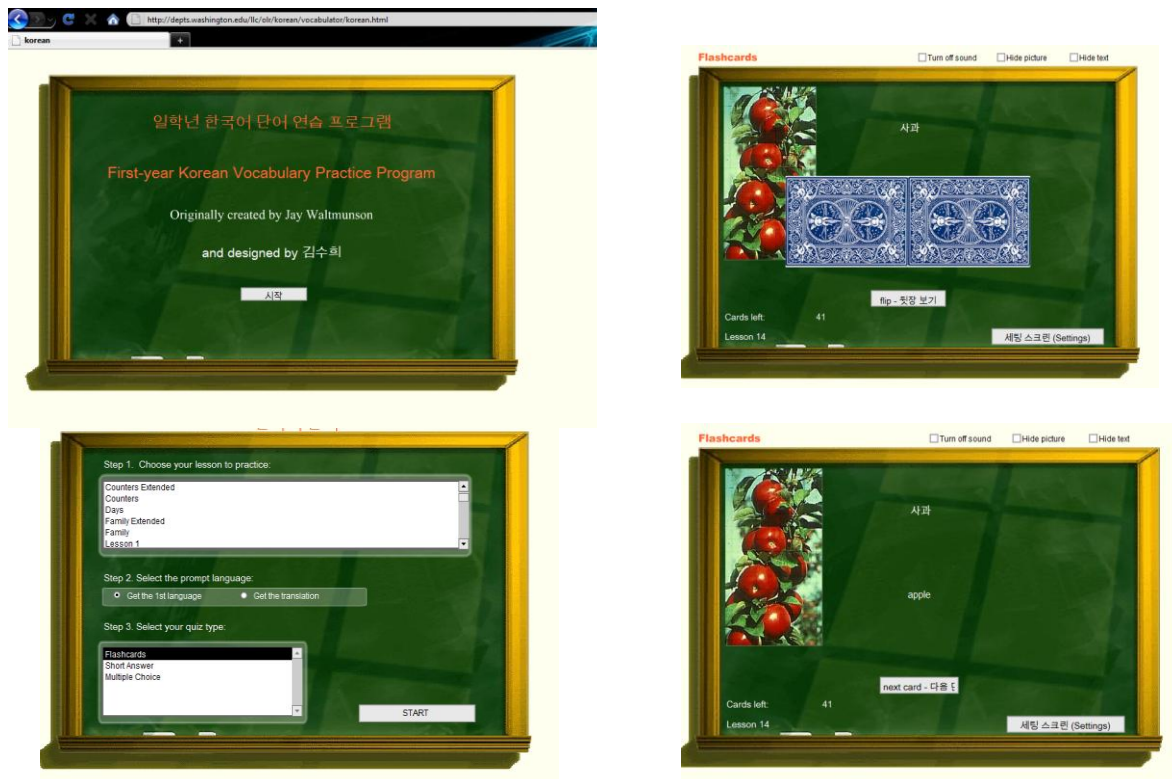 http://depts.washington.edu/llc/olr/korean/vocabulator/korean.html
korean
일학년 한국어 단어 연습 프로그램
First-year Korean Vocabulary Practice Program
Originally created by Jay Waltmunson
and designed by 김수희
시작
Flashcards
Turn off sound
Hide picture
Hide text
사과
flip - 뒷장 보기
Cards left: 41
Lesson 14
세팅 스크린 (Settings)
Step 1. Choose your lesson to practice:
Counters Extended
Counters
Days
Family Extended
Family
Lesson 1
Step 2. Select the prompt language:
Get the 1st language
Get the translation
Step 3. Select your quiz type:
Flashcards
Short Answer
Multiple Choice
START
Flashcards
Turn off sound
Hide picture
Hide text
사과
apple
next card - 다음
Cards left: 41
Lesson 14
세팅 스크린 (Settings)